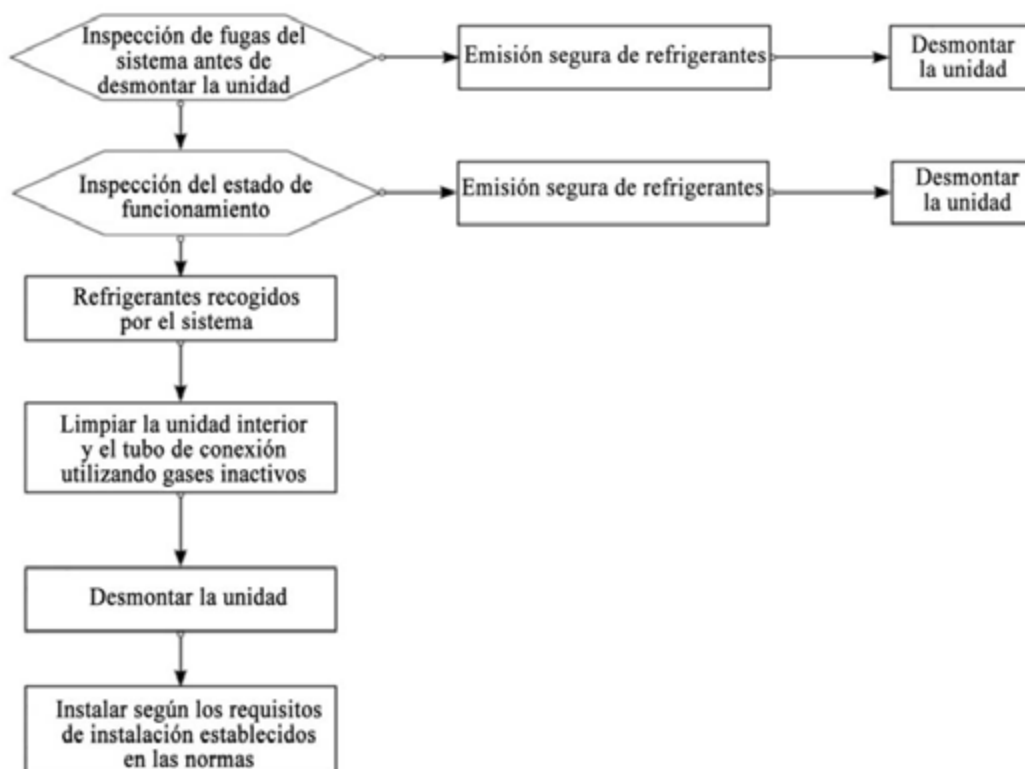 Inspección de fugas del
sistema antes de
desmontar la unidad
Emisión segura de refrigerantes
Desmontar
la unidad
Inspección del estado de
funcionamiento
Emisión segura de refrigerantes
Desmontar
la unidad
Refrigerantes recogidos
por el sistema
Limpiar la unidad interior
y el tubo de conexión
utilizando gases inactivos
Desmontar la unidad
Instalar según los requisitos
de instalación establecidos
en las normas